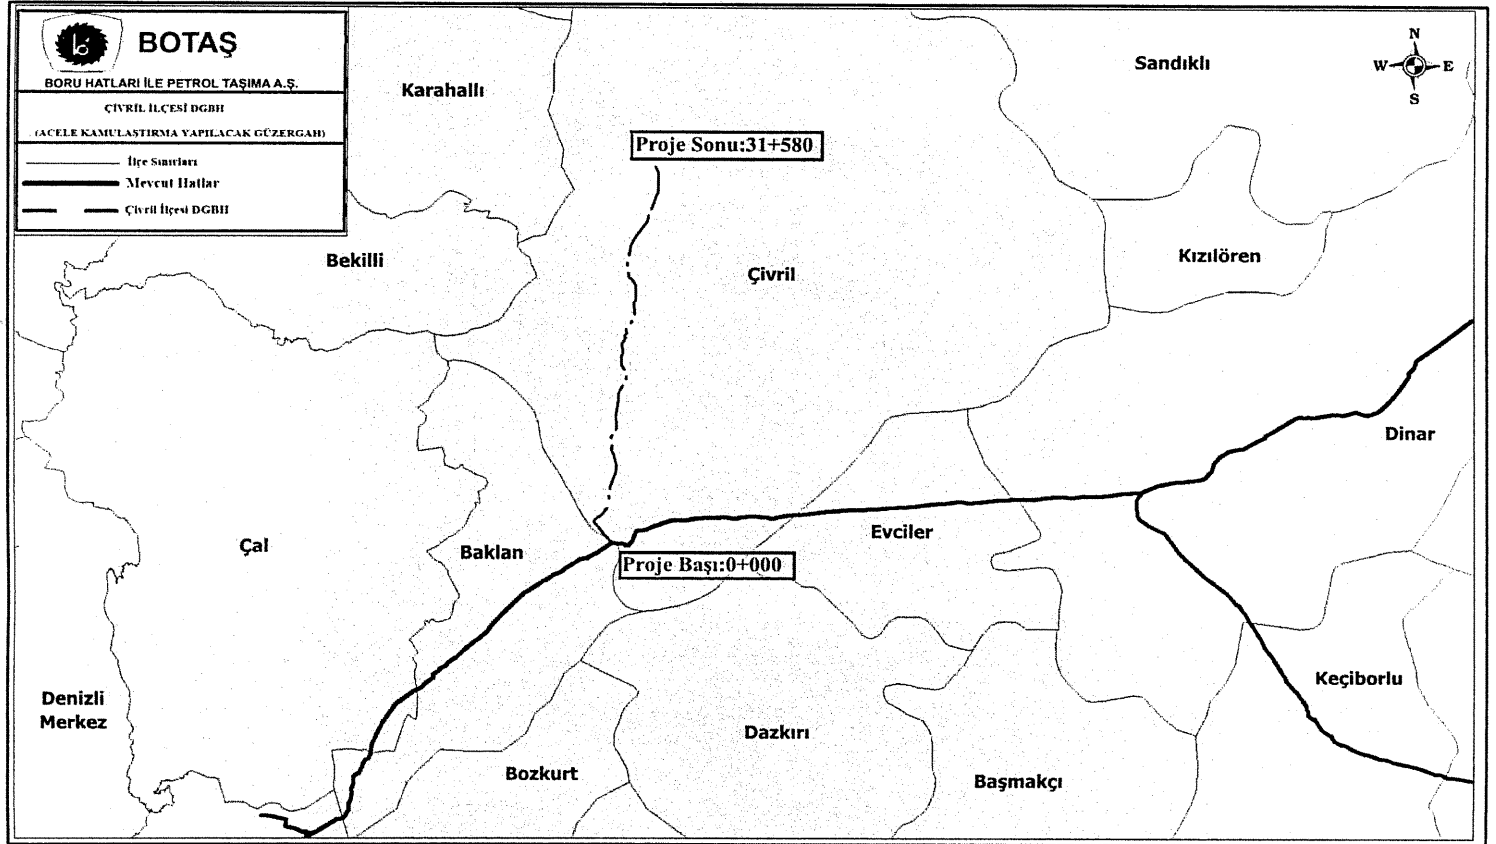 BOTAŞ
BORU HATLARI İLE PETROL TAŞIMA A.Ş.
ÇİVRİL İLÇESİ DGBH
(ACELE KAMULAŞTIRMA YAPILACAK GÜZERGAH)
İlçe Sınırları
Mevcut Hatlar
Çivril İlçesi DGBH
N
W
E
S
Sandıklı
Karahallı
Proje Sonu:31+580
Bekilli
Çivril
Kızılören
Dinar
Çal
Baklan
Evciler
Proje Başı:0+000
Denizli
Merkez
Keçiborlu
Dazkırı
Bozkurt
Başmakçı